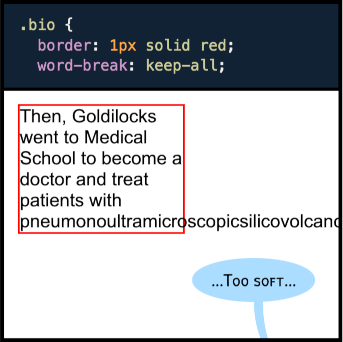 .bio {
border: 1px solid red;
word-break: keep-all;
Then, Goldilocks
went to Medical
School to become a
doctor and treat
patients with
pneumonoultramicroscopicsilicovolcano
...Too soft...